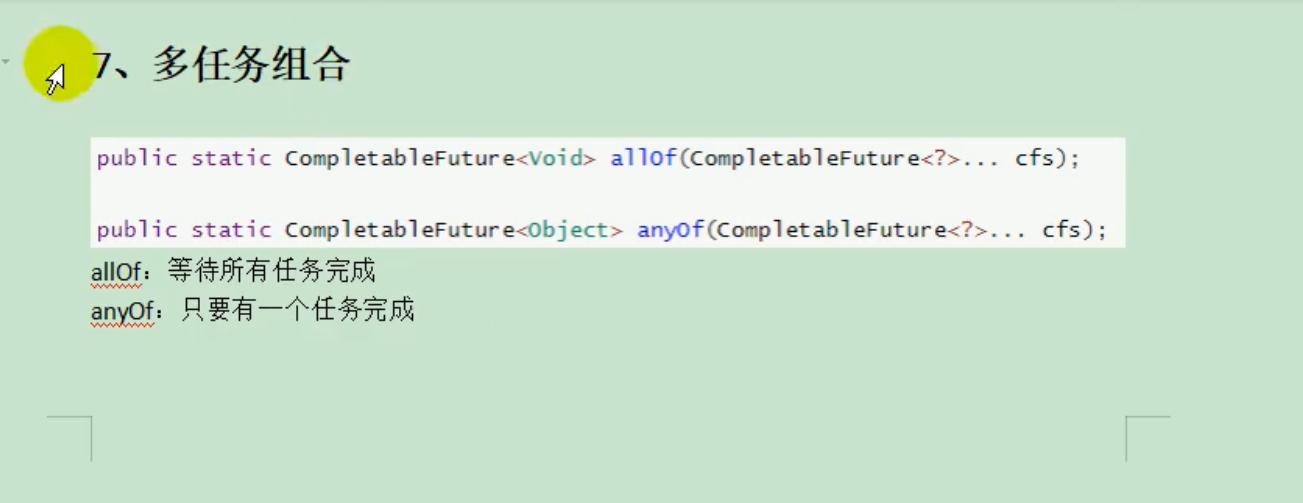 7、多任务组合
public static CompletableFuture<Void> allOf(CompletableFuture<?>... cfs);
public static CompletableFuture<Object> anyOf(CompletableFuture<?>... cfs);
allOf：等待所有任务完成
anyOf：只要有一个任务完成